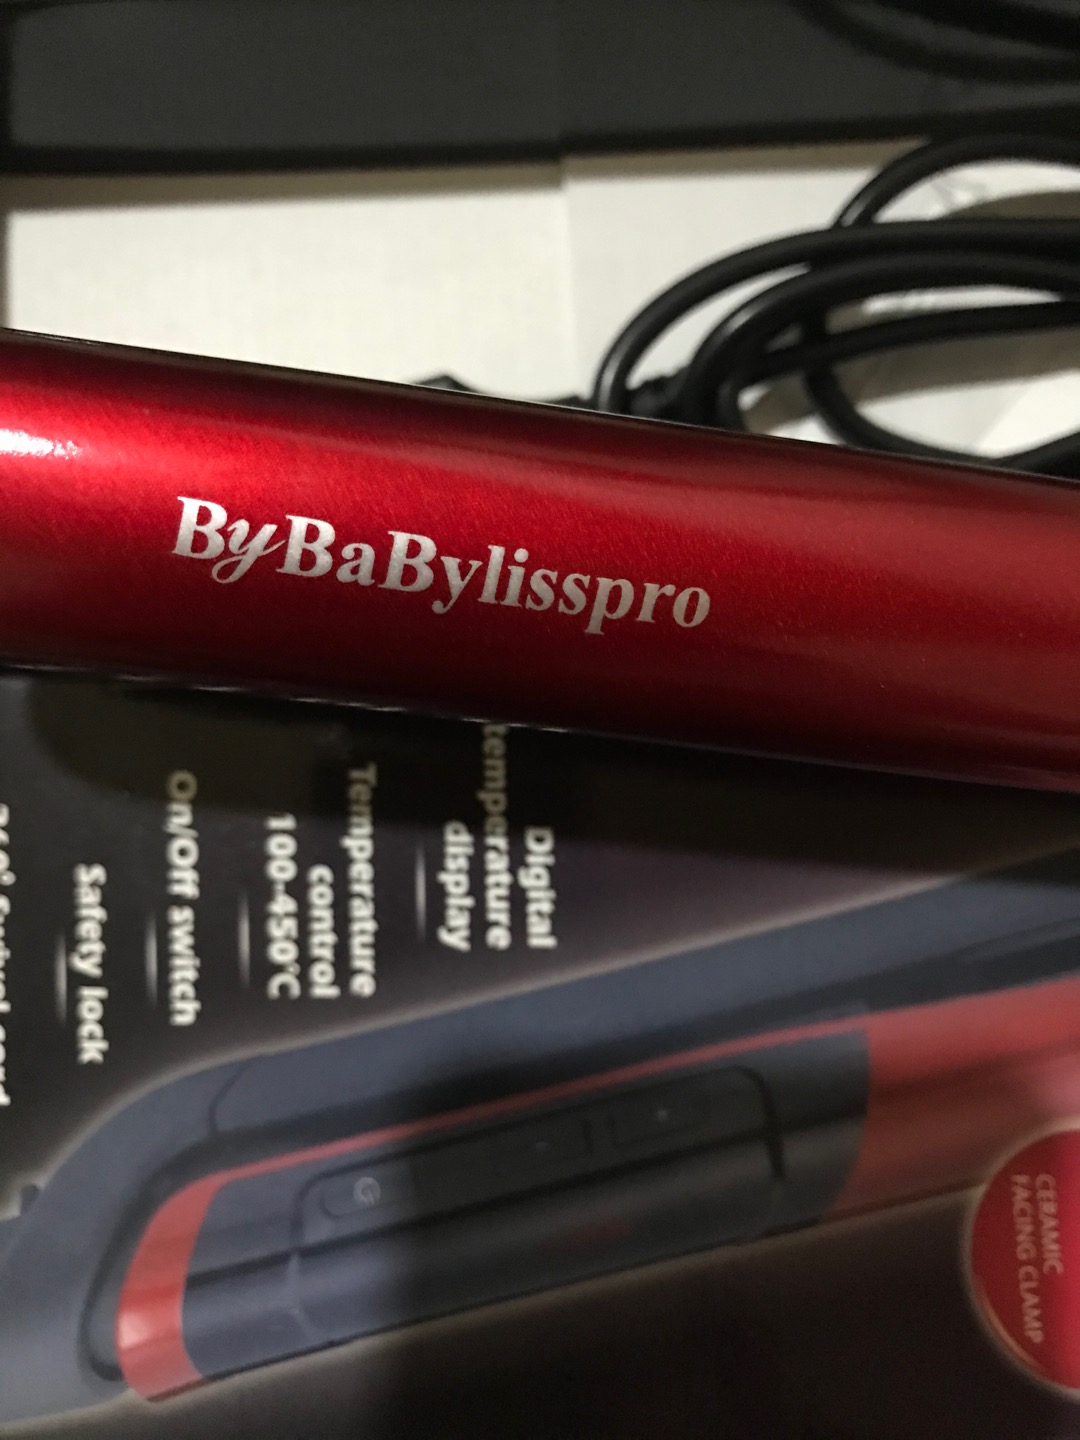 ByBaBylisspro
Digital
temperature
display
Temperature
control
100-450°C
On/Off switch
Safety lock
CERAMIC
FACING CLAMP